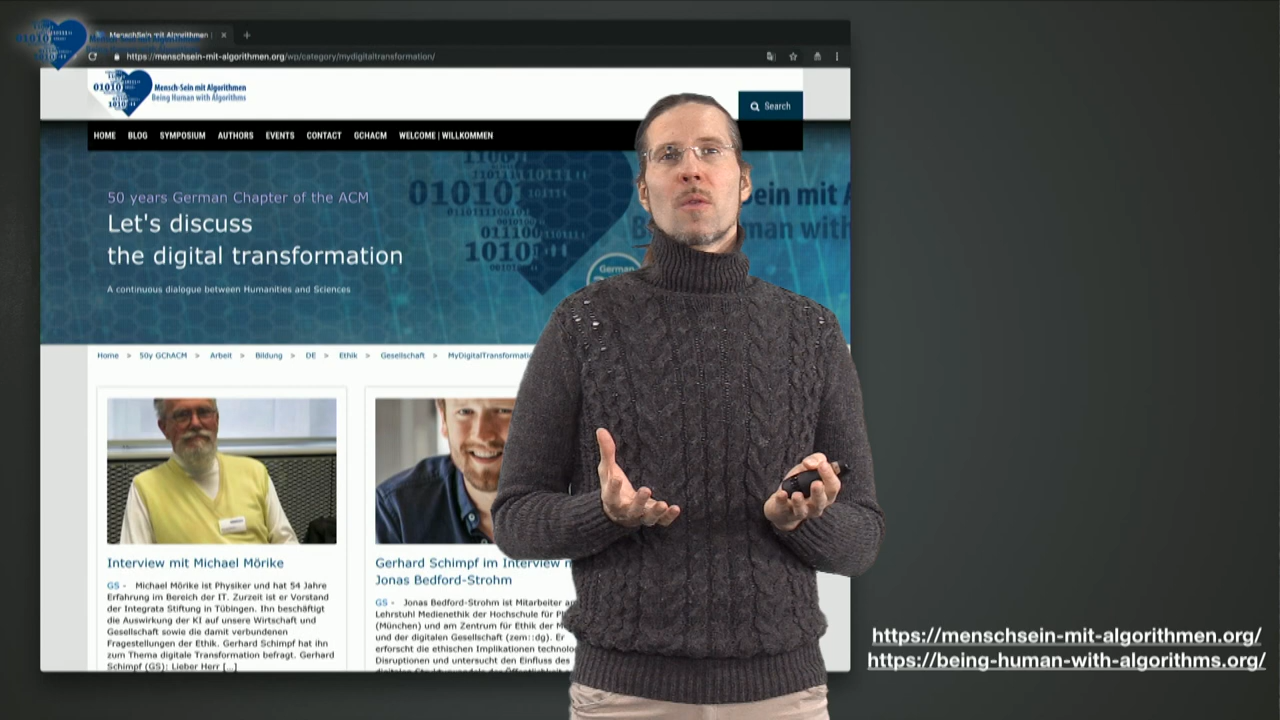 MenschSein mit Algorithmen |
https://menschsein-mit-algorithmen.org/wp/category/mydigitaltransformation/
Mensch-Sein mit Algorithmen
Being Human with Algorithms
Search
HOME BLOG SYMPOSIUM AUTHORS EVENTS CONTACT GCHACM WELCOME | WILLKOMMEN
50 years German Chapter of the ACM
Let's discuss
the digital transformation
A continuous dialogue between Humanities and Sciences
German
Home > 50y GChACM > Arbeit > Bildung > DE > Ethik > Gesellschaft >
Interview mit Michael Mörike
GS - Michael Mörike ist Physiker und hat 54 Jahre
Erfahrung im Bereich der IT. Zurzeit ist er Vorstand
der Integrata Stiftung in Tübingen. Ihn beschäftigt
die Auswirkung der KI auf unsere Wirtschaft und
Gesellschaft sowie die damit verbundenen
Fragestellungen der Ethik. Gerhard Schimpf hat ihn
zum Thema digitale Transformation befragt. Gerhard
Schimpf (GS): Lieber Herr [...]
Gerhard Schimpf im Interview
Jonas Bedford-Strohm
GS - Jonas Bedford-Strohm ist Mitarbeiter
Lehrstuhl Medienethik der Hochschule für
(München) und am Zentrum für Ethik der
und der digitalen Gesellschaft (zem::dg). Er
erforscht die ethischen Implikationen
Disruptionen und untersucht den Einfluss des
https://menschsein-mit-algorithmen.org/
https://being-human-with-algorithms.org/